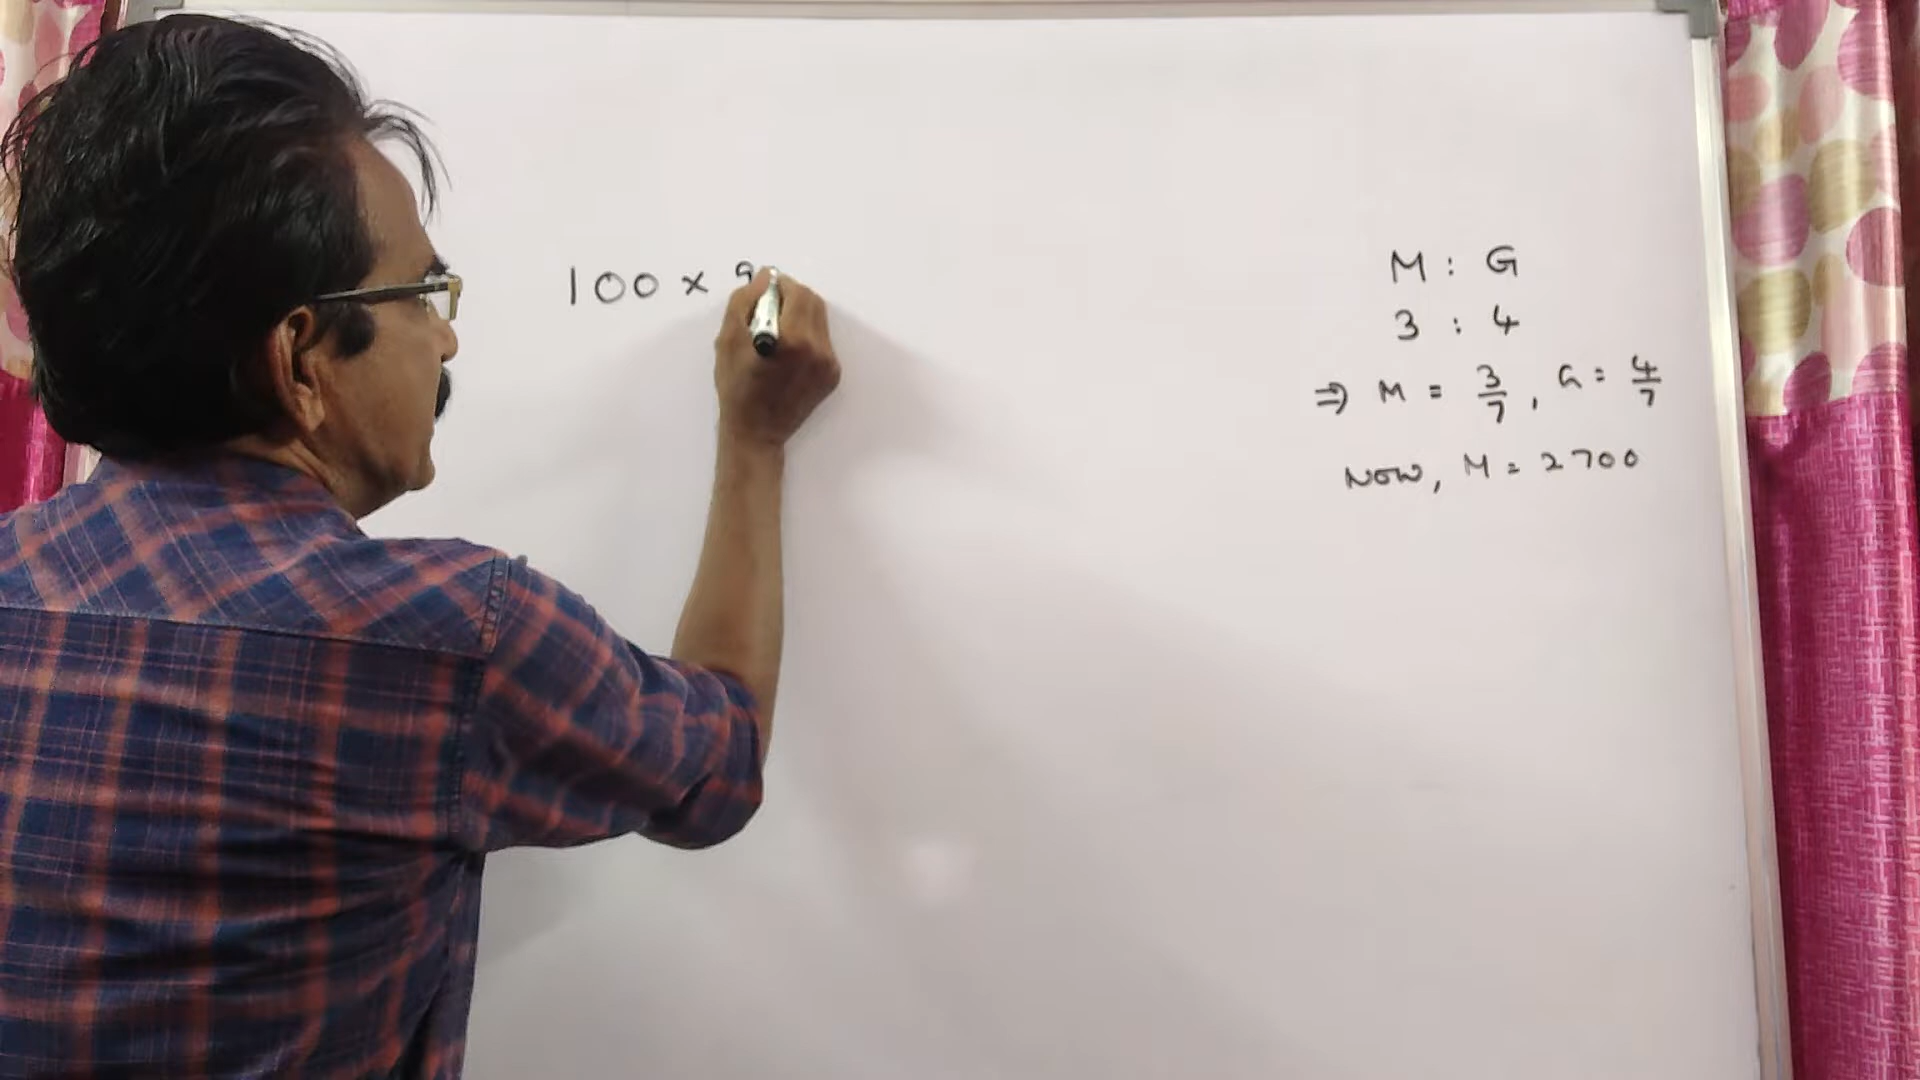 100 × 9
M : G
3 : 4
⇒ M = 3/7, G = 4/7
Now, M = 2700